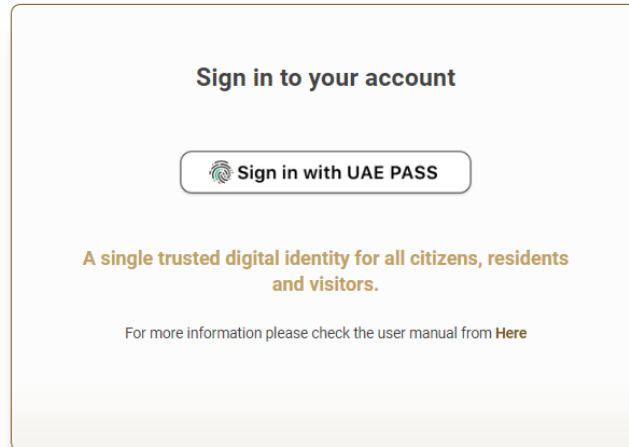 Sign in to your account
Sign in with UAE PASS
A single trusted digital identity for all citizens, residents
and visitors.
For more information please check the user manual from Here